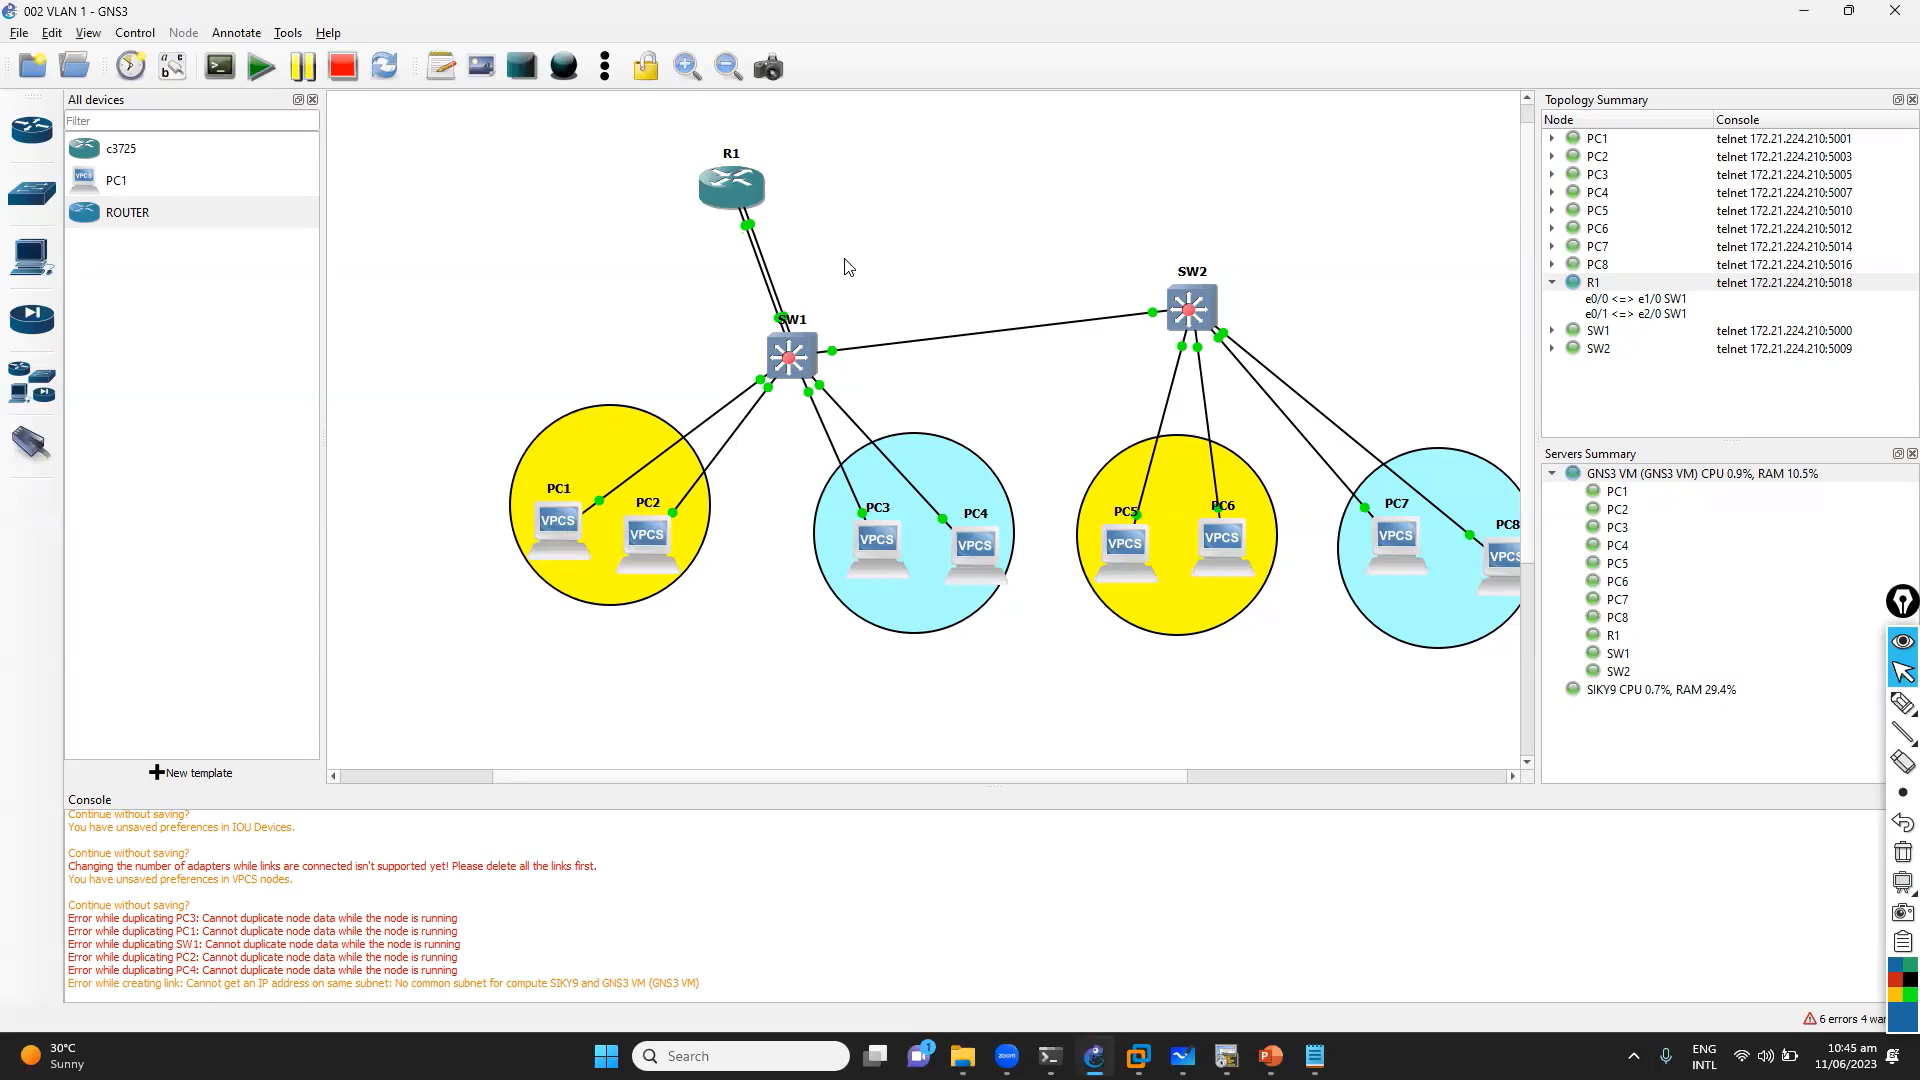 002 VLAN 1 - GNS3
File Edit View Control Node Annotate Tools Help
All devices
Filter
c3725
VPCS PC1
ROUTER
New template
R1
SW1
SW2
PC1
VPCS
PC2
VPCS
PC3
VPCS
PC4
VPCS
PC5
VPCS
PC6
VPCS
PC7
VPCS
PC8
VPCS
Topology Summary
Node Console
PC1 telnet 172.21.224.210:5001
PC2 telnet 172.21.224.210:5003
PC3 telnet 172.21.224.210:5005
PC4 telnet 172.21.224.210:5007
PC5 telnet 172.21.224.210:5010
PC6 telnet 172.21.224.210:5012
PC7 telnet 172.21.224.210:5014
PC8 telnet 172.21.224.210:5016
R1 telnet 172.21.224.210:5018
e0/0 <=> e1/0 SW1
e0/1 <=> e2/0 SW1
SW1 telnet 172.21.224.210:5000
SW2 telnet 172.21.224.210:5009
Servers Summary
GNS3 VM (GNS3 VM) CPU 0.9%, RAM 10.5%
PC1
PC2
PC3
PC4
PC5
PC6
PC7
PC8
R1
SW1
SW2
SIKY9 CPU 0.7%, RAM 29.4%
Console
Continue without saving?
You have unsaved preferences in IOU Devices.
Continue without saving?
Changing the number of adapters while links are connected isn't supported yet! Please delete all the links first.
You have unsaved preferences in VPCS nodes.
Continue without saving?
Error while duplicating PC3: Cannot duplicate node data while the node is running
Error while duplicating PC1: Cannot duplicate node data while the node is running
Error while duplicating SW1: Cannot duplicate node data while the node is running
Error while duplicating PC2: Cannot duplicate node data while the node is running
Error while duplicating PC4: Cannot duplicate node data while the node is running
Error while creating link: Cannot get an IP address on same subnet: No common subnet for compute SIKY9 and GNS3 VM (GNS3 VM)
6 errors 4 wa
30°C
Sunny
Search
1
zoom
ENG
INTL
10:45 am
11/06/2023